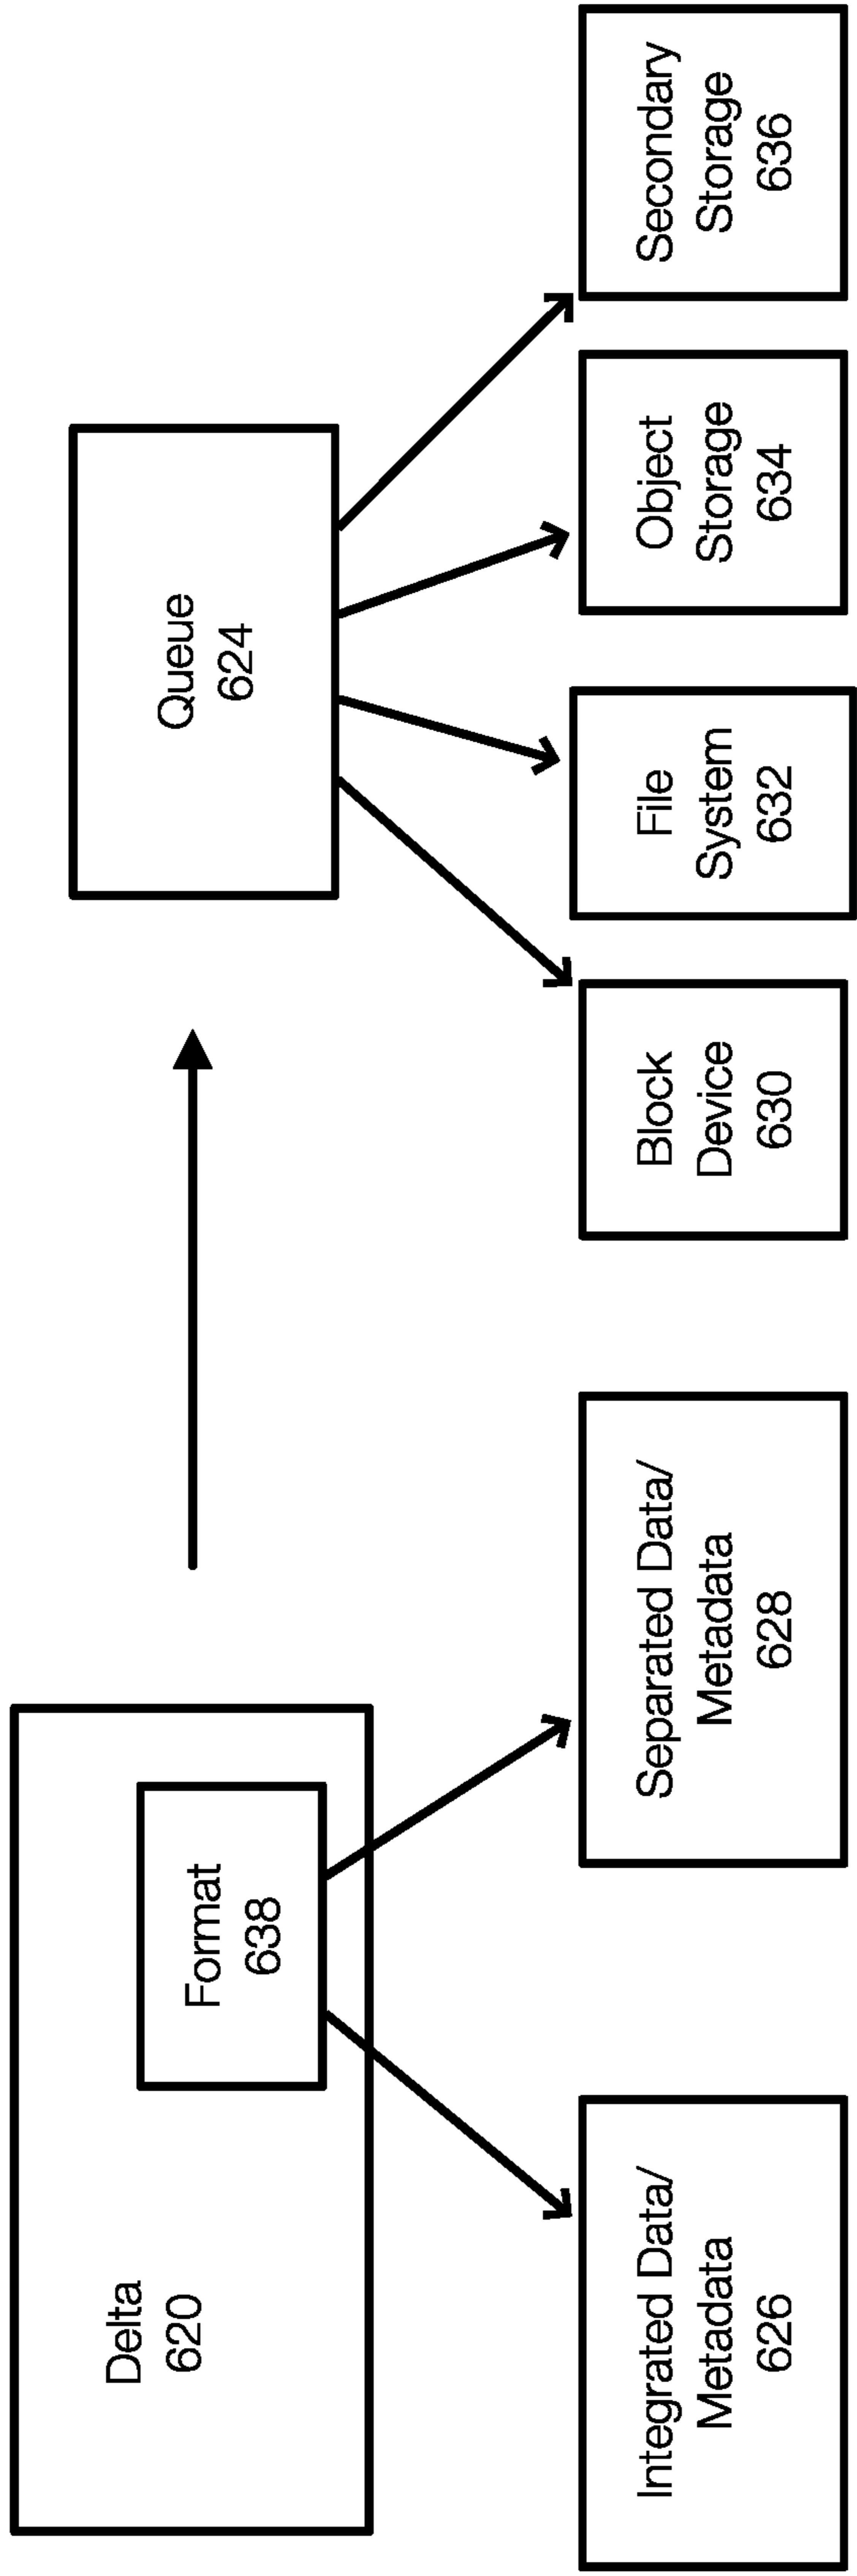 Delta
620
Format
638
Queue
624
Integrated Data/
Metadata
626
Separated Data/
Metadata
628
Block
Device
630
File
System
632
Object
Storage
634
Secondary
Storage
636